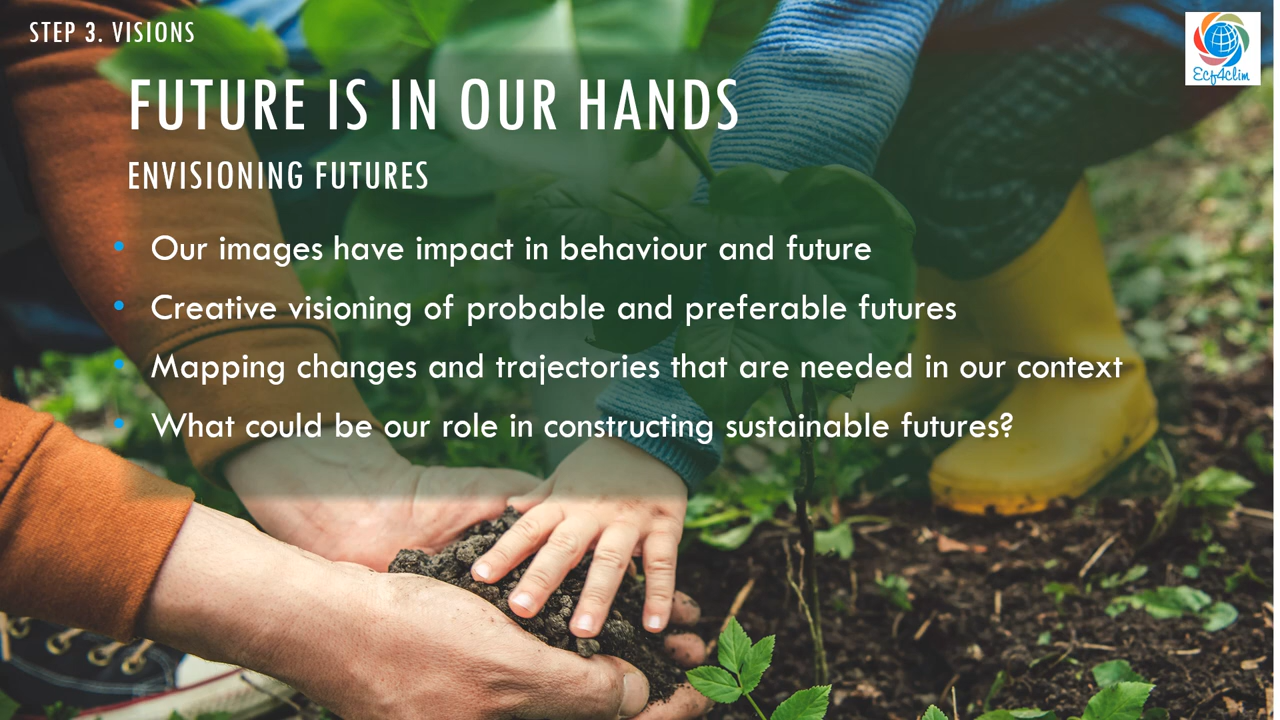 STEP 3. VISIONS
Ecf4clim
FUTURE IS IN OUR HANDS
ENVISIONING FUTURES
• Our images have impact in behaviour and future
• Creative visioning of probable and preferable futures
• Mapping changes and trajectories that are needed in our context
• What could be our role in constructing sustainable futures?